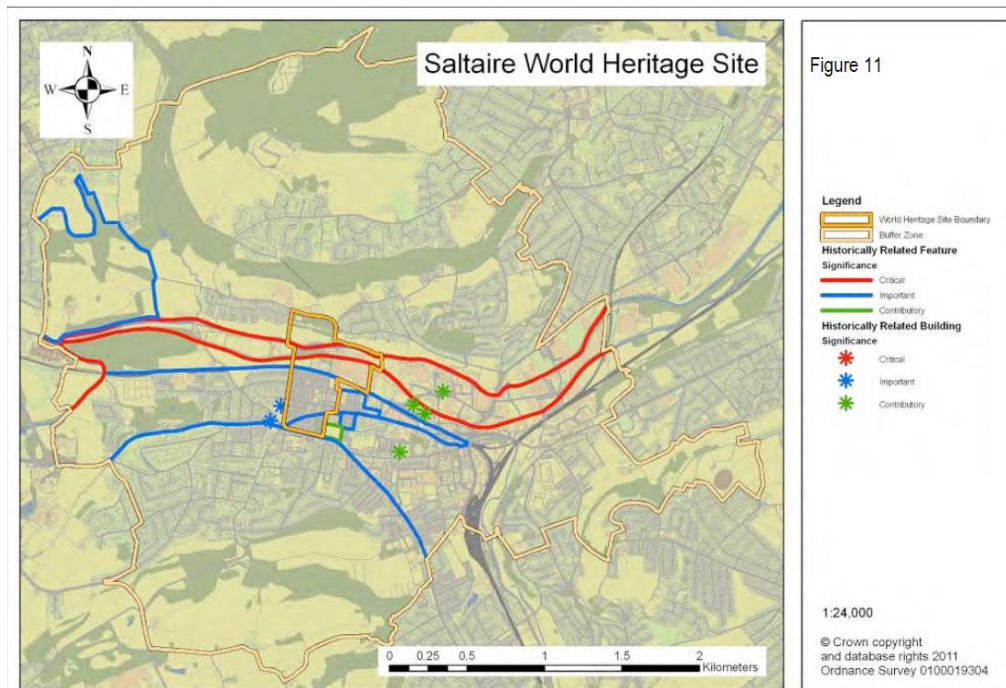 Saltaire World Heritage Site
N
W E
S
0 0.25 0.5 1 1.5 2
Kilometers
Figure 11
Legend
World Heritage Site Boundary
Buffer Zone
Historically Related Feature
Significance
Critical
Important
Contributory
Historically Related Building
Significance
Critical
Important
Contributory
1:24,000
© Crown copyright
and database rights 2011
Ordnance Survey 0100019304